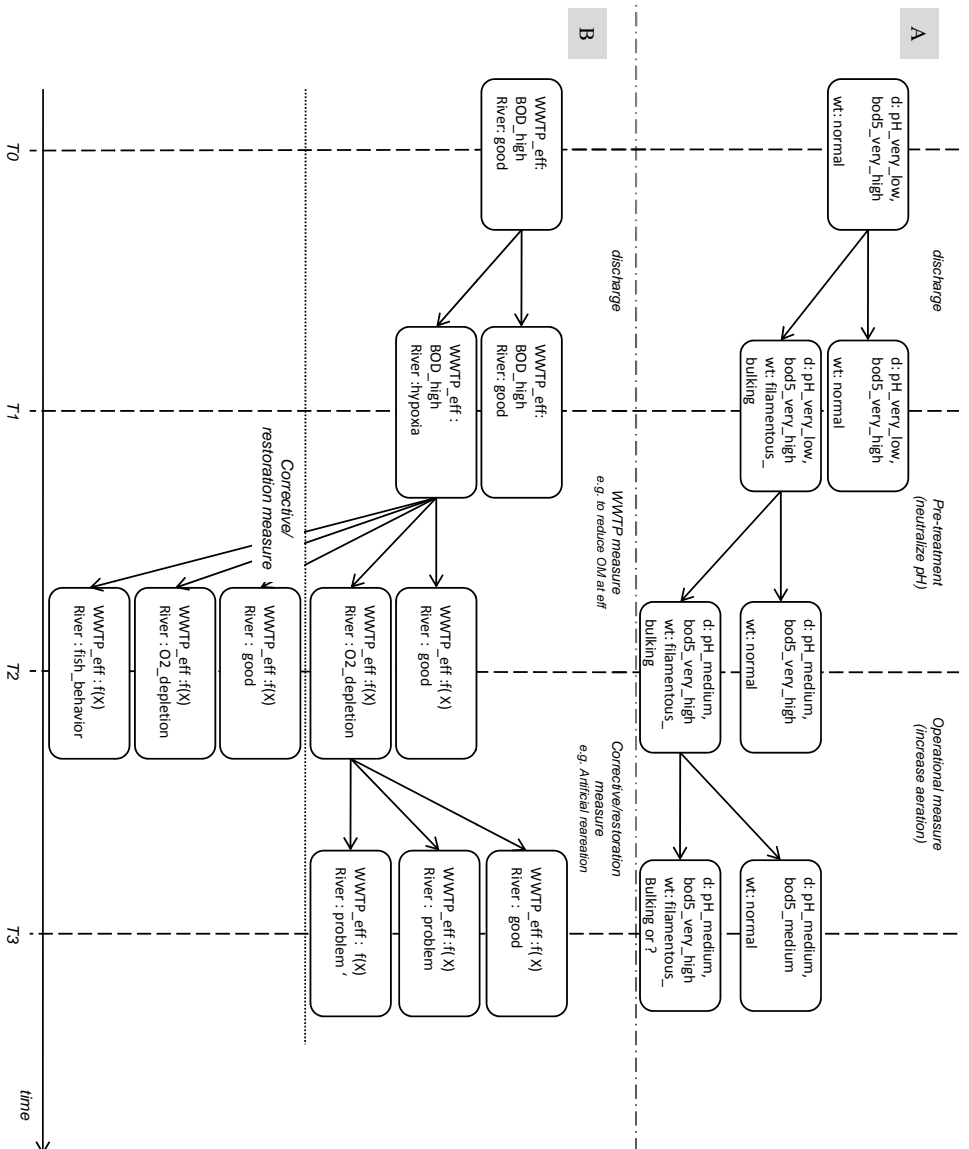 A
discharge
Pre-treatment
(neutralize pH)
Operational measure
(increase aeration)
d: pH_very_low,
bod5_very_high
wt: normal
d: pH_very_low,
bod5_very_high
wt: normal
d: pH_very_low,
bod5_very_high
wt: filamentous_
bulking
d: pH_medium,
bod5_very_high
wt: normal
d: pH_medium,
bod5_very_high
wt: filamentous_
bulking
d: pH_medium,
bod5_medium
wt: normal
d: pH_medium,
bod5_very_high
wt: filamentous_
Bulking or ?
B
discharge
WWTP measure
e.g. to reduce OM at eff
Corrective/restoration
measure
e.g. Artificial reareation
WWTP_eff:
BOD_high
River: good
WWTP_eff:
BOD_high
River: good
WWTP_eff :
BOD_high
River :hypoxia
WWTP_eff :f( X)
River : good
WWTP_eff :f(X)
River : O2_depletion
WWTP_eff :f( X)
River : good
WWTP_eff :f( X)
River : problem
WWTP_eff : f(X)
River : problem ‘
Corrective/
restoration measure
WWTP_eff :f(X)
River : good
WWTP_eff :f(X)
River : O2_depletion
WWTP_eff : f(X)
River : fish_behavior
T0
T1
T2
T3
time